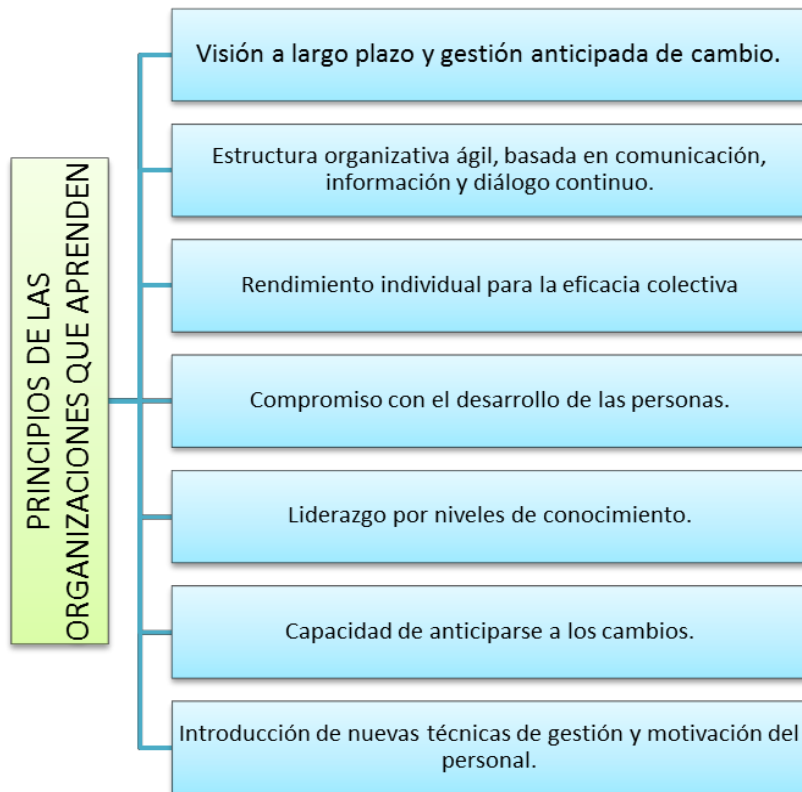 PRINCIPIOS DE LAS
ORGANIZACIONES QUE APRENDEN
Visión a largo plazo y gestión anticipada de cambio.
Estructura organizativa ágil, basada en comunicación,
información y diálogo continuo.
Rendimiento individual para la eficacia colectiva
Compromiso con el desarrollo de las personas.
Liderazgo por niveles de conocimiento.
Capacidad de anticiparse a los cambios.
Introducción de nuevas técnicas de gestión y motivación del
personal.